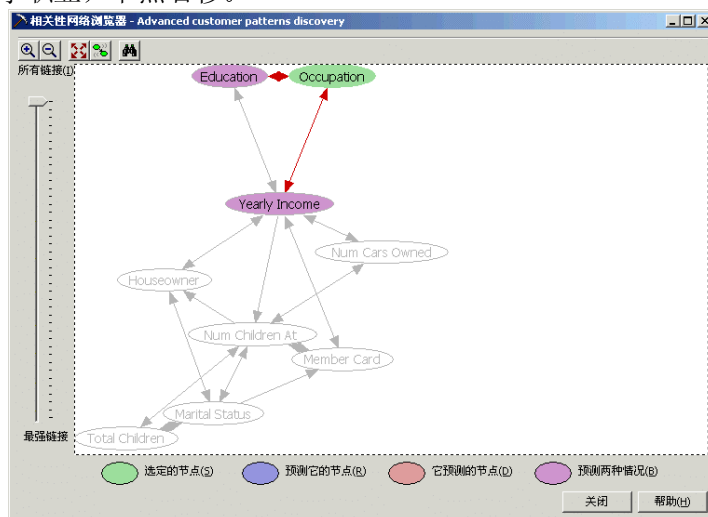 相关性网络浏览器 - Advanced customer patterns discovery
所有链接(I)
Education
Occupation
Yearly Income
Num Cars Owned
Houseowner
Num Children At
Member Card
Marital Status
Total Children
最强链接
选定的节点(S)
预测它的节点(R)
它预测的节点(D)
预测两种情况(B)
关闭
帮助(H)